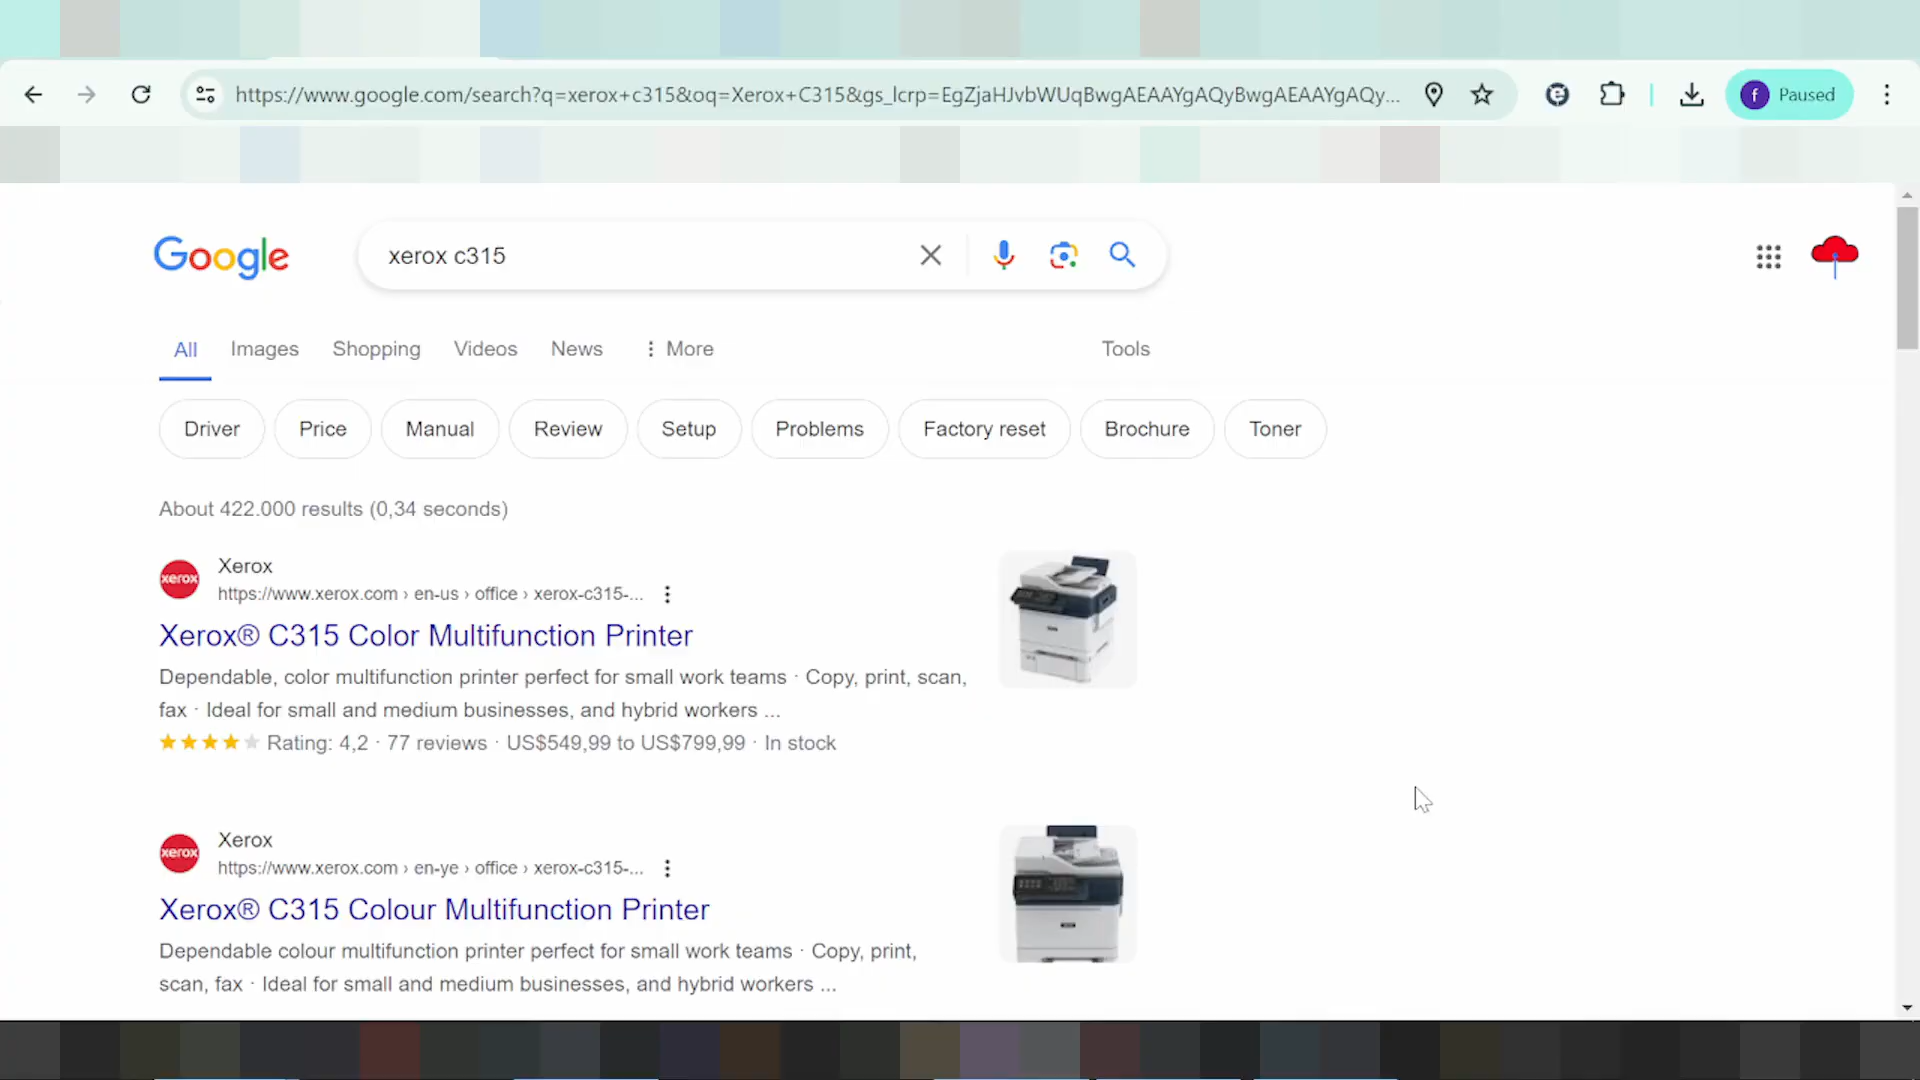 https://www.google.com/search?q=xerox+c315&oq=Xerox+C315&gs_lcrp=EgZjaHJvbWUqBwgAEAAYgAQyBwgAEAAYgAQy...
f Paused
Google
xerox c315
All Images Shopping Videos News More Tools
Driver Price Manual Review Setup Problems Factory reset Brochure Toner
About 422.000 results (0,34 seconds)
xerox
Xerox
https://www.xerox.com › en-us › office › xerox-c315-...
Xerox® C315 Color Multifunction Printer
Dependable, color multifunction printer perfect for small work teams · Copy, print, scan,
fax · Ideal for small and medium businesses, and hybrid workers ...
Rating: 4,2 · 77 reviews · US$549,99 to US$799,99 · In stock
xerox
Xerox
https://www.xerox.com › en-ye › office › xerox-c315-...
Xerox® C315 Colour Multifunction Printer
Dependable colour multifunction printer perfect for small work teams · Copy, print,
scan, fax · Ideal for small and medium businesses, and hybrid workers ...